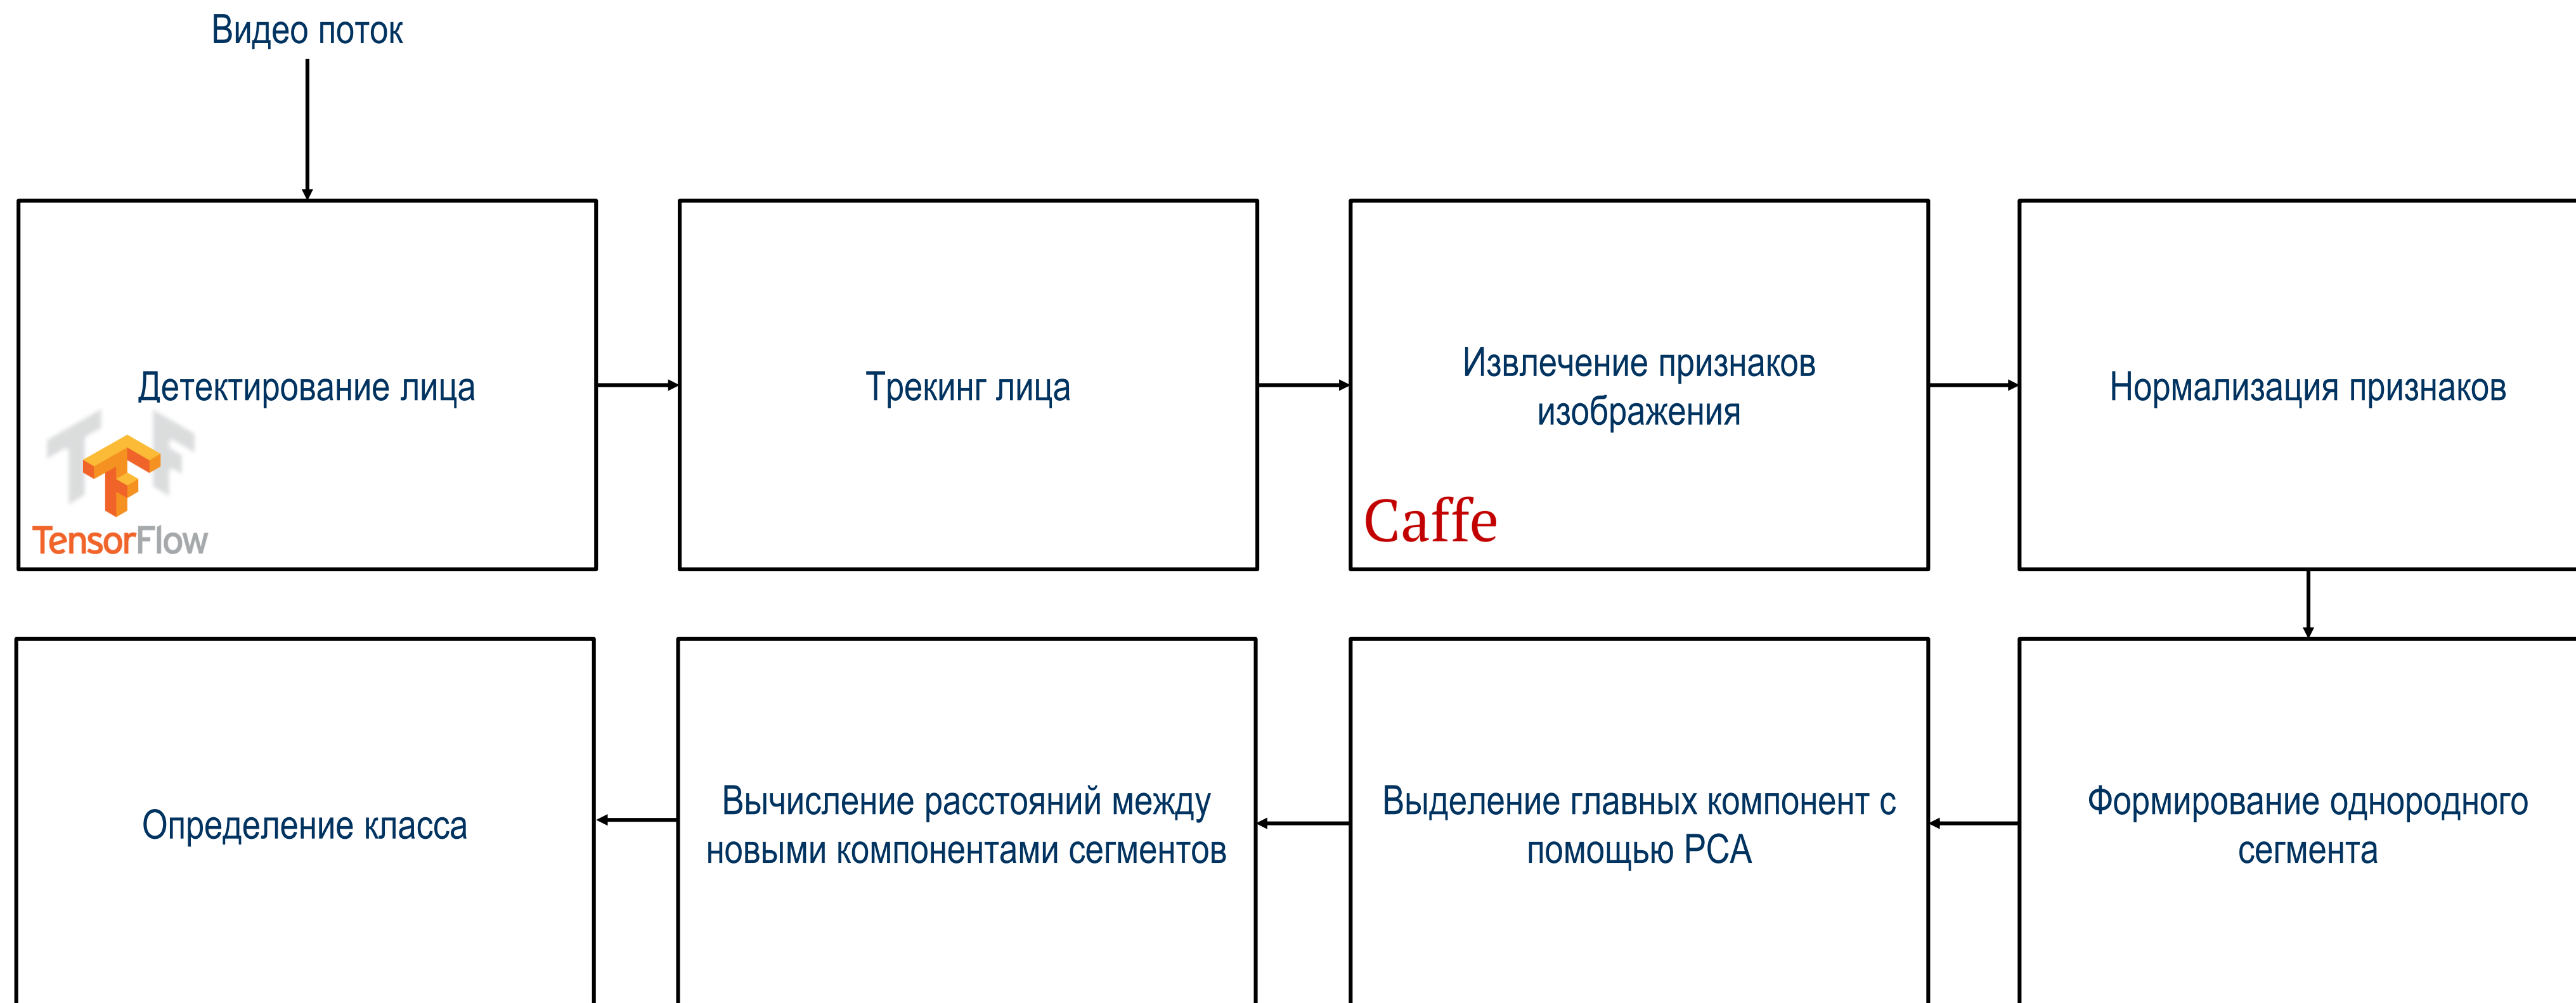 Видео поток
Детектирование лица
TensorFlow
Трекинг лица
Извлечение признаков
изображения
Caffe
Нормализация признаков
Формирование однородного
сегмента
Выделение главных компонент с
помощью PCA
Вычисление расстояний между
новыми компонентами сегментов
Определение класса